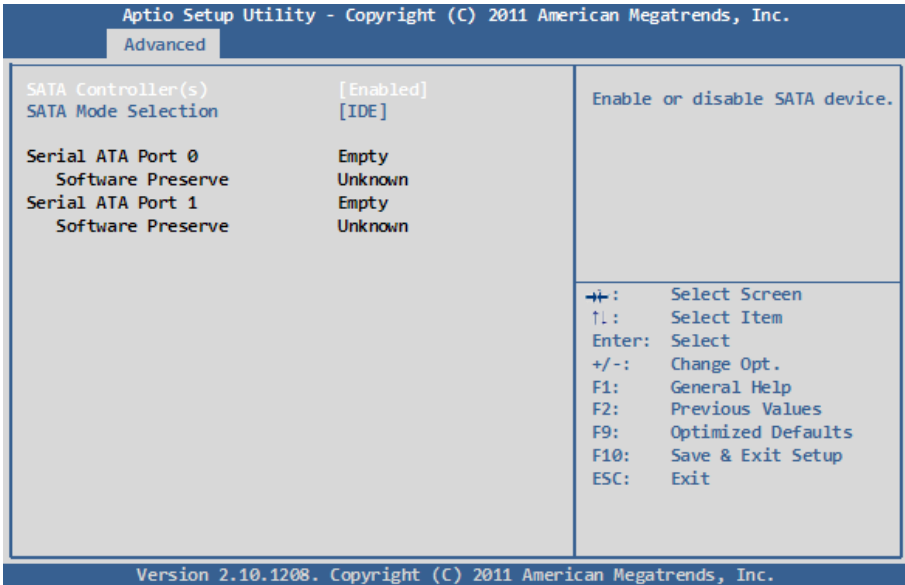 Aptio Setup Utility - Copyright (C) 2011 American Megatrends, Inc.
Advanced
SATA Controller(s) [Enabled]
SATA Mode Selection [IDE]
Serial ATA Port 0 Empty
Software Preserve Unknown
Serial ATA Port 1 Empty
Software Preserve Unknown
Enable or disable SATA device.
→←: Select Screen
↑↓: Select Item
Enter: Select
+/-: Change Opt.
F1: General Help
F2: Previous Values
F9: Optimized Defaults
F10: Save & Exit Setup
ESC: Exit
Version 2.10.1208. Copyright (C) 2011 American Megatrends, Inc.